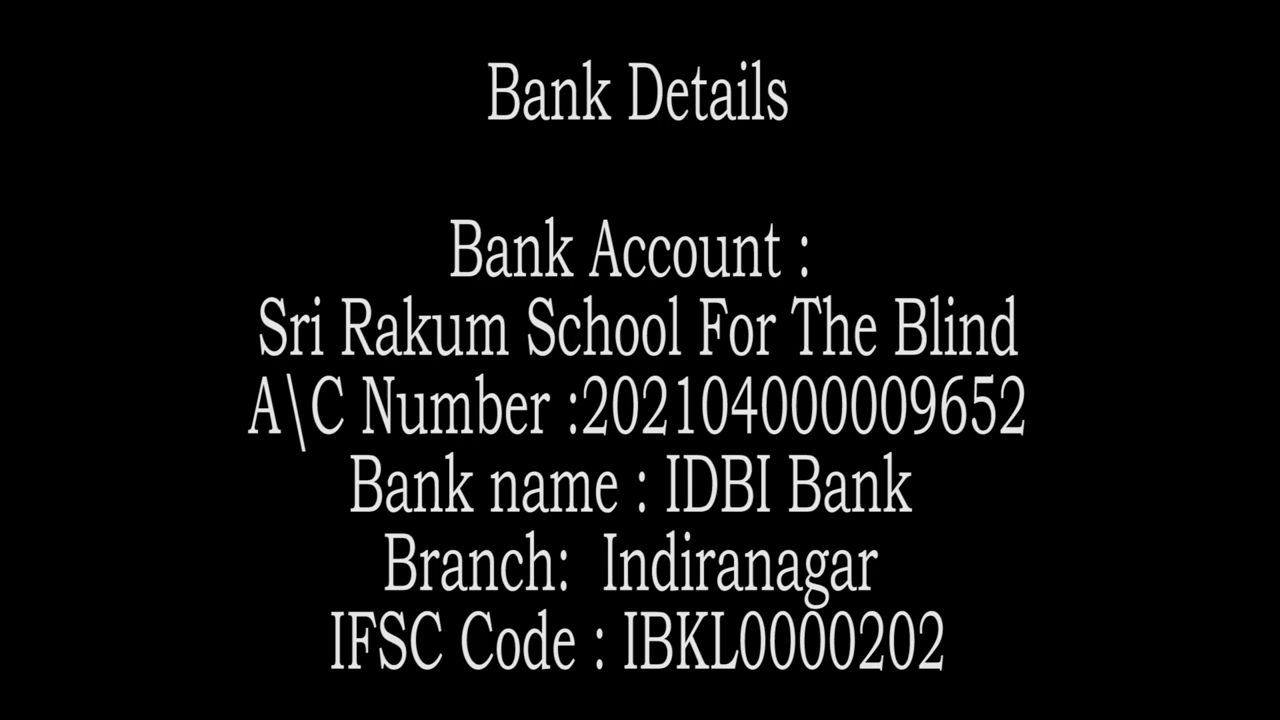 Bank Details
Bank Account :
Sri Rakum School For The Blind
A\C Number :202104000009652
Bank name : IDBI Bank
Branch: Indiranagar
IFSC Code : IBKL0000202